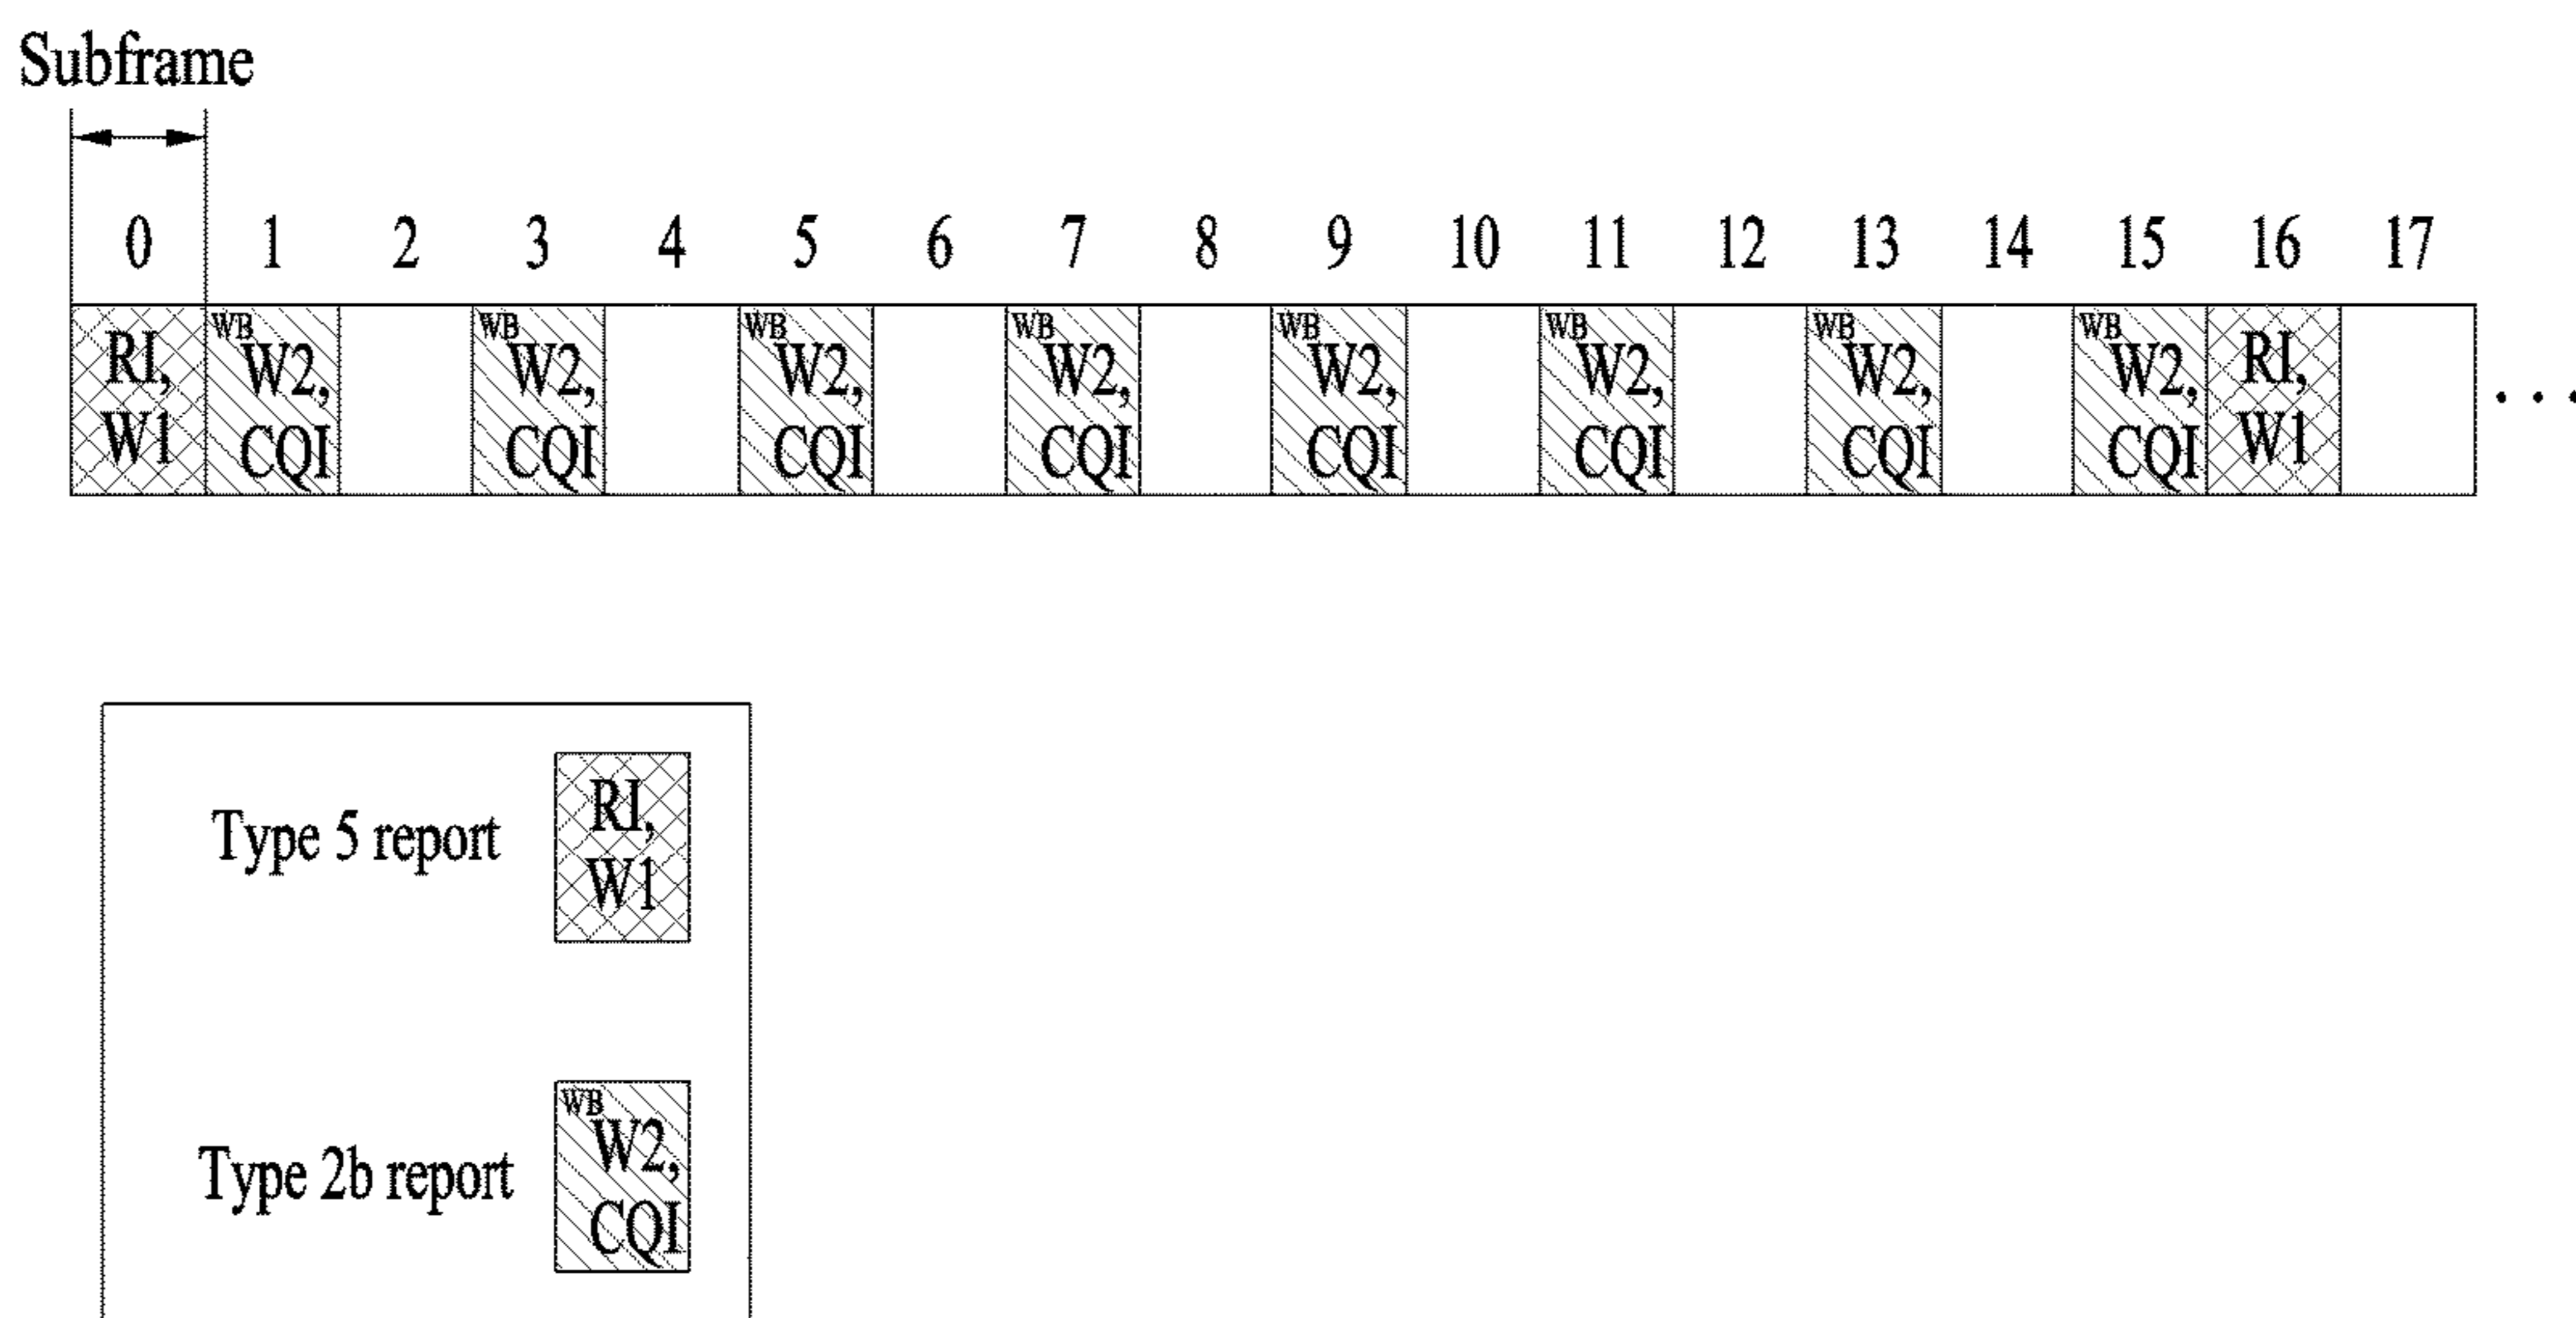 Subframe
0 1 2 3 4 5 6 7 8 9 10 11 12 13 14 15 16 17
WB WB WB WB WB WB WB WB
RI, W2, W2, W2, W2, W2, W2, W2, W2, RI,
W1 CQI CQI CQI CQI CQI CQI CQI CQI W1
. . .
RI,
Type 5 report
W1
WB
W2,
Type 2b report
CQI